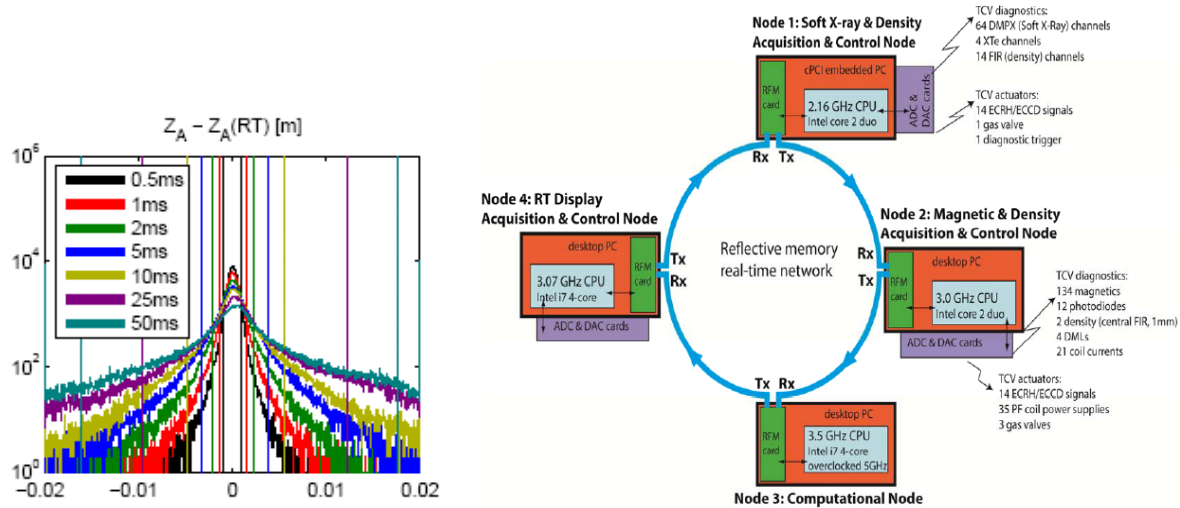 Z_A − Z_A(RT) [m]
10^6
10^4
10^2
10^0
0.5ms
1ms
2ms
5ms
10ms
25ms
50ms
−0.02
−0.01
0
0.01
0.02
Node 1: Soft X-ray & Density
Acquisition & Control Node
cPCI embedded PC
RFM
card
2.16 GHz CPU
Intel core 2 duo
ADC &
DAC cards
Rx
Tx
TCV diagnostics:
64 DMPX (Soft X-Ray) channels
4 XTe channels
14 FIR (density) channels
TCV actuators:
14 ECRH/ECCD signals
1 gas valve
1 diagnostic trigger
Node 4: RT Display
Acquisition & Control Node
desktop PC
3.07 GHz CPU
Intel i7 4-core
RFM
card
ADC & DAC cards
Tx
Rx
Reflective memory
real-time network
Node 2: Magnetic & Density
Acquisition & Control Node
Rx
Tx
desktop PC
RFM
card
3.0 GHz CPU
Intel core 2 duo
ADC & DAC cards
TCV diagnostics:
134 magnetics
12 photodiodes
2 density (central FIR, 1mm)
4 DMLs
21 coil currents
TCV actuators:
14 ECRH/ECCD signals
35 PF coil power supplies
3 gas valves
Tx
Rx
desktop PC
RFM
card
3.5 GHz CPU
Intel i7 4-core
overclocked 5GHz
Node 3: Computational Node